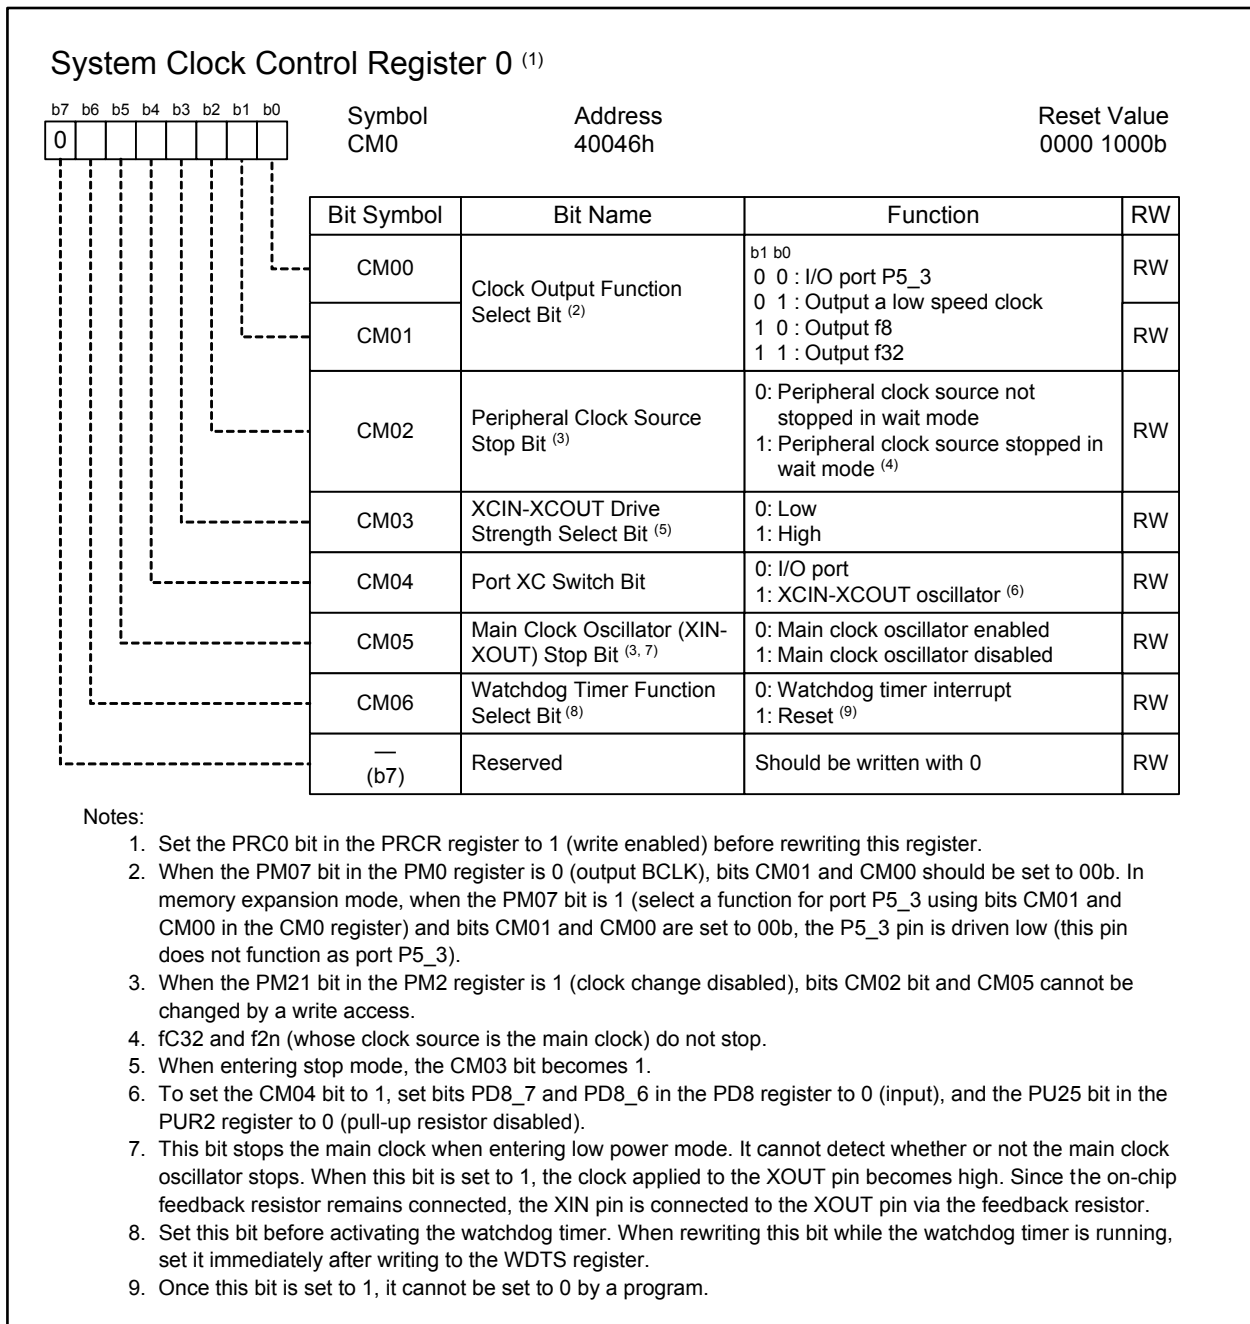 System Clock Control Register 0 (1)
b7 b6 b5 b4 b3 b2 b1 b0
0
Symbol Address Reset Value
CM0 40046h 0000 1000b
Bit Symbol Bit Name Function RW
CM00
Clock Output Function
Select Bit (2)
b1 b0
0 0 : I/O port P5_3
0 1 : Output a low speed clock
1 0 : Output f8
1 1 : Output f32
RW
CM01
RW
CM02
Peripheral Clock Source
Stop Bit (3)
0: Peripheral clock source not
stopped in wait mode
1: Peripheral clock source stopped in
wait mode (4)
RW
CM03
XCIN-XCOUT Drive
Strength Select Bit (5)
0: Low
1: High
RW
CM04
Port XC Switch Bit
0: I/O port
1: XCIN-XCOUT oscillator (6)
RW
CM05
Main Clock Oscillator (XIN-
XOUT) Stop Bit (3, 7)
0: Main clock oscillator enabled
1: Main clock oscillator disabled
RW
CM06
Watchdog Timer Function
Select Bit (8)
0: Watchdog timer interrupt
1: Reset (9)
RW
—
(b7)
Reserved
Should be written with 0
RW
Notes:
1. Set the PRC0 bit in the PRCR register to 1 (write enabled) before rewriting this register.
2. When the PM07 bit in the PM0 register is 0 (output BCLK), bits CM01 and CM00 should be set to 00b. In
memory expansion mode, when the PM07 bit is 1 (select a function for port P5_3 using bits CM01 and
CM00 in the CM0 register) and bits CM01 and CM00 are set to 00b, the P5_3 pin is driven low (this pin
does not function as port P5_3).
3. When the PM21 bit in the PM2 register is 1 (clock change disabled), bits CM02 bit and CM05 cannot be
changed by a write access.
4. fC32 and f2n (whose clock source is the main clock) do not stop.
5. When entering stop mode, the CM03 bit becomes 1.
6. To set the CM04 bit to 1, set bits PD8_7 and PD8_6 in the PD8 register to 0 (input), and the PU25 bit in the
PUR2 register to 0 (pull-up resistor disabled).
7. This bit stops the main clock when entering low power mode. It cannot detect whether or not the main clock
oscillator stops. When this bit is set to 1, the clock applied to the XOUT pin becomes high. Since the on-chip
feedback resistor remains connected, the XIN pin is connected to the XOUT pin via the feedback resistor.
8. Set this bit before activating the watchdog timer. When rewriting this bit while the watchdog timer is running,
set it immediately after writing to the WDTS register.
9. Once this bit is set to 1, it cannot be set to 0 by a program.